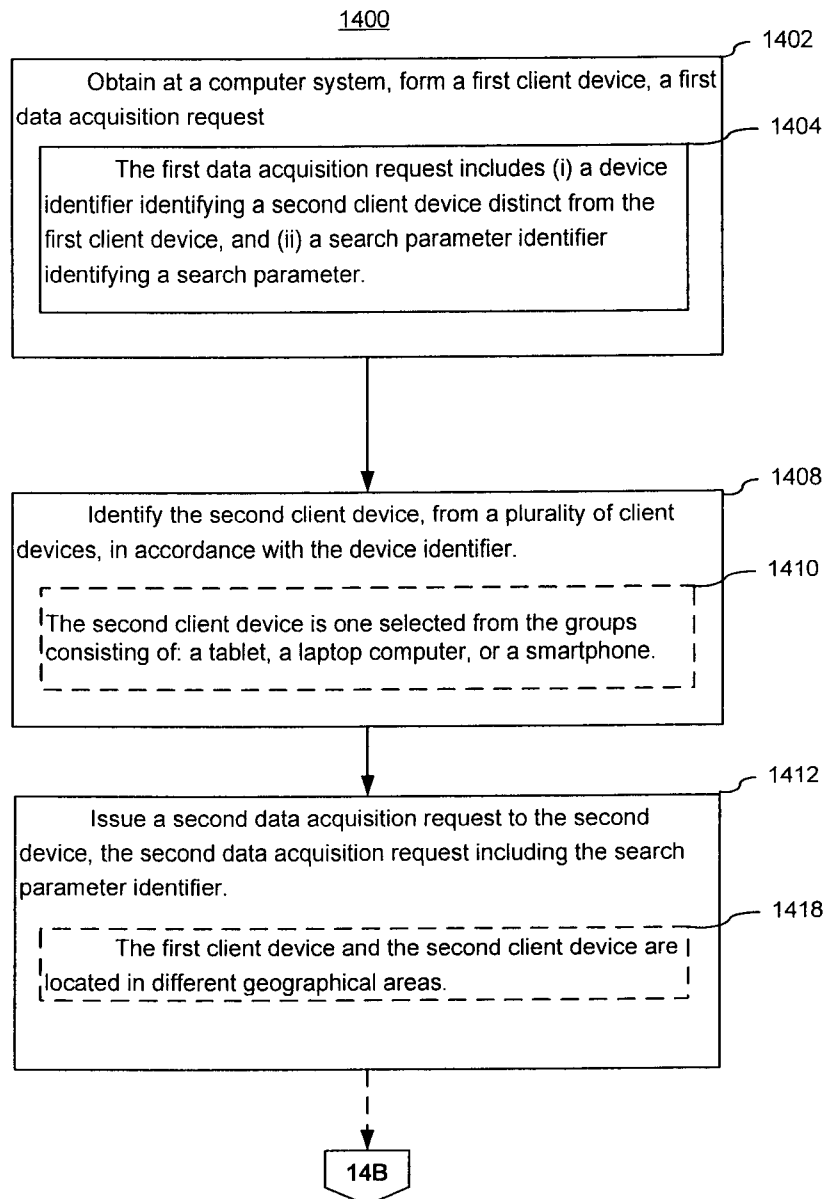 1400
1402
Obtain at a computer system, form a first client device, a first
data acquisition request
1404
The first data acquisition request includes (i) a device
identifier identifying a second client device distinct from the
first client device, and (ii) a search parameter identifier
identifying a search parameter.
1408
Identify the second client device, from a plurality of client
devices, in accordance with the device identifier.
1410
The second client device is one selected from the groups
consisting of: a tablet, a laptop computer, or a smartphone.
1412
Issue a second data acquisition request to the second
device, the second data acquisition request including the search
parameter identifier.
1418
The first client device and the second client device are
located in different geographical areas.
14B